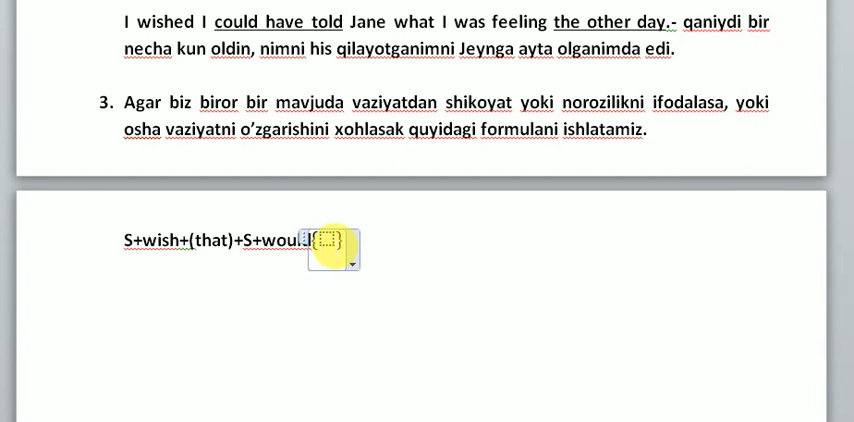 I wished I could have told Jane what I was feeling the other day.- qaniydi bir
necha kun oldin, nimni his qilayotganimni Jeynga ayta olganimda edi.
3. Agar biz biror bir mavjuda vaziyatdan shikoyat yoki norozilikni ifodalasa, yoki
osha vaziyatni o’zgarishini xohlasak quyidagi formulani ishlatamiz.
S+wish+(that)+S+would{}